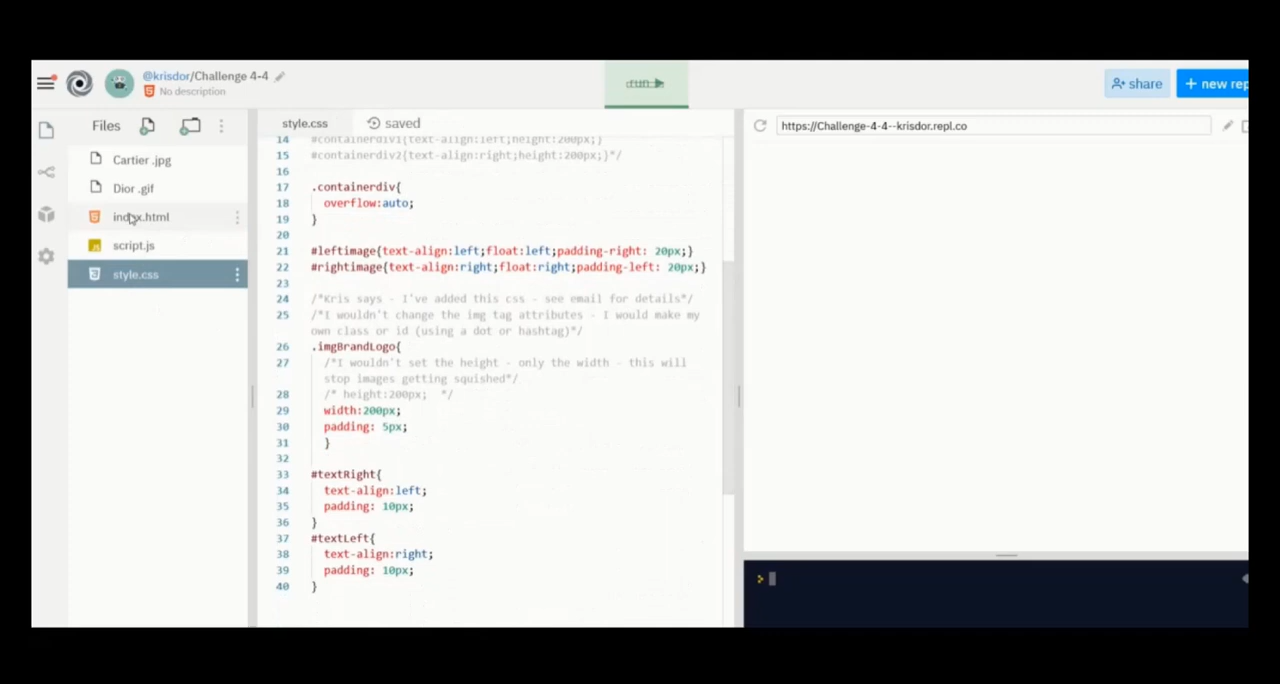 @krisdor/Challenge 4-4
No description
run
share
+ new rep
Files
Cartier .jpg
Dior .gif
index.html
script.js
style.css
style.css
saved
14 #containerdiv1{text-align:left;height:200px;}
15 #containerdiv2{text-align:right;height:200px;}*/
16
17 .containerdiv{
18 overflow:auto;
19 }
20
21 #leftimage{text-align:left;float:left;padding-right: 20px;}
22 #rightimage{text-align:right;float:right;padding-left: 20px;}
23
24 /*Kris says - I've added this css - see email for details*/
25 /*I wouldn't change the img tag attributes - I would make my
own class or id (using a dot or hashtag)*/
26 .imgBrandLogo{
27 /*I wouldn't set the height - only the width - this will
stop images getting squished*/
28 /* height:200px; */
29 width:200px;
30 padding: 5px;
31 }
32
33 #textRight{
34 text-align:left;
35 padding: 10px;
36 }
37 #textLeft{
38 text-align:right;
39 padding: 10px;
40 }
https://Challenge-4-4--krisdor.repl.co
>